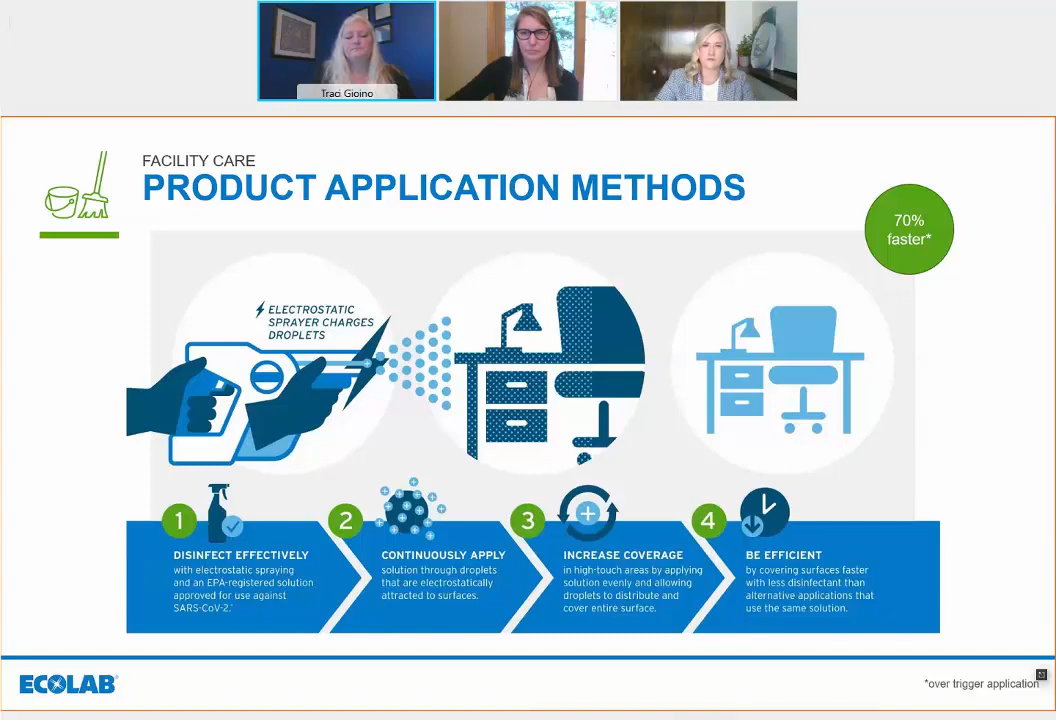 Traci Gioino
FACILITY CARE
PRODUCT APPLICATION METHODS
70%
faster*
ELECTROSTATIC
SPRAYER CHARGES
DROPLETS
1
DISINFECT EFFECTIVELY
with electrostatic spraying
and an EPA-registered solution
approved for use against
SARS-CoV-2.*
2
CONTINUOUSLY APPLY
solution through droplets
that are electrostatically
attracted to surfaces.
3
INCREASE COVERAGE
in high-touch areas by applying
solution evenly and allowing
droplets to distribute and
cover entire surface.
4
BE EFFICIENT
by covering surfaces faster
with less disinfectant than
alternative applications that
use the same solution.
ECOLAB®
*over trigger application